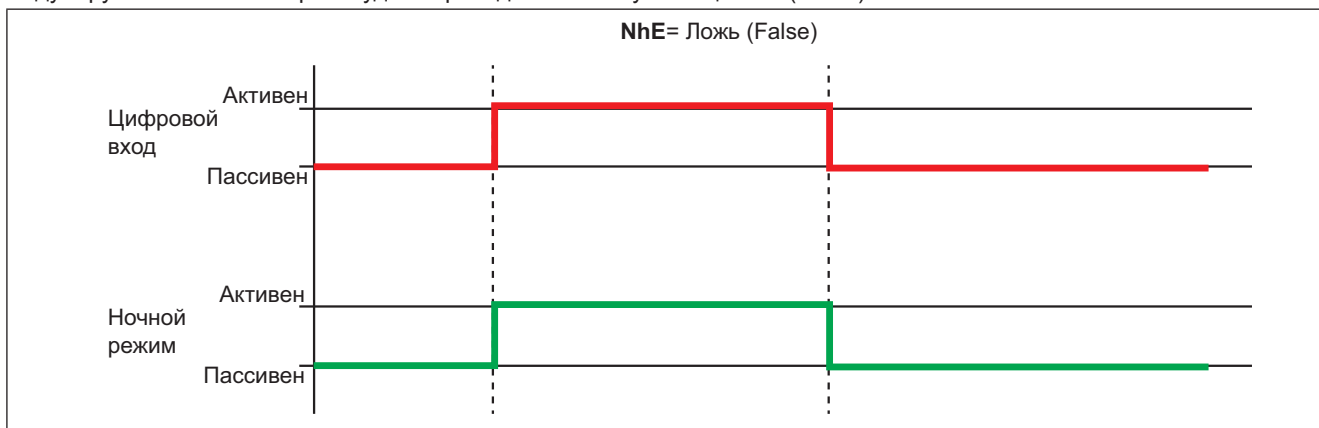 NhE= Ложь (False)
Активен
Цифровой
вход
Пассивен
Активен
Ночной
режим
Пассивен